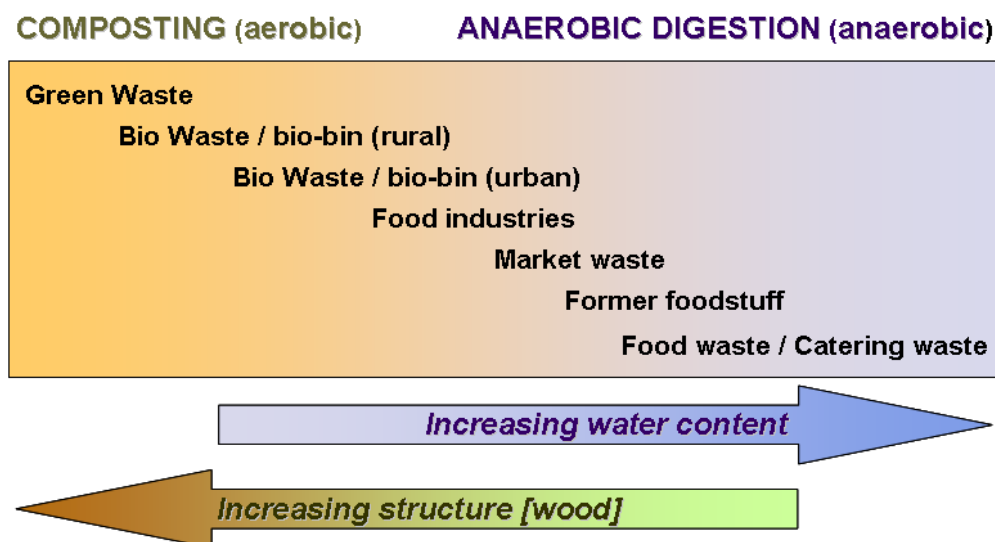 COMPOSTING (aerobic) ANAEROBIC DIGESTION (anaerobic)
Green Waste
Bio Waste / bio-bin (rural)
Bio Waste / bio-bin (urban)
Food industries
Market waste
Former foodstuff
Food waste / Catering waste
Increasing water content
Increasing structure [wood]